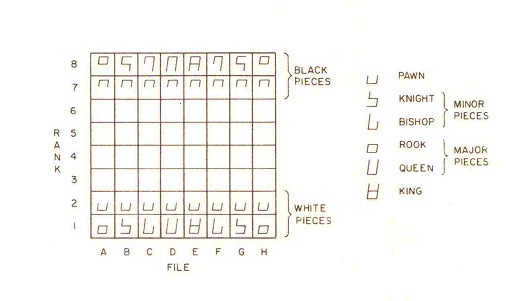 8
7
6
5
4
3
2
1
RANK
A B C D E F G H
FILE
BLACK
PIECES
WHITE
PIECES
PAWN
KNIGHT
BISHOP
MINOR
PIECES
ROOK
QUEEN
MAJOR
PIECES
KING